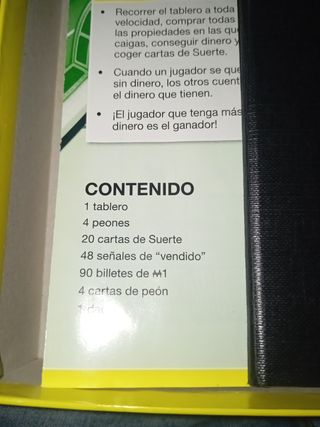 • Recorrer el tablero a toda
velocidad, comprar todas
las propiedades en las
caigas, conseguir dinero y
coger cartas de Suerte.
• Cuando un jugador se
sin dinero, los otros
el dinero que tienen.
• ¡El jugador que tenga más
dinero es el ganador!
CONTENIDO
1 tablero
4 peones
20 cartas de Suerte
48 señales de “vendido”
90 billetes de ₩1
4 cartas de peón
1